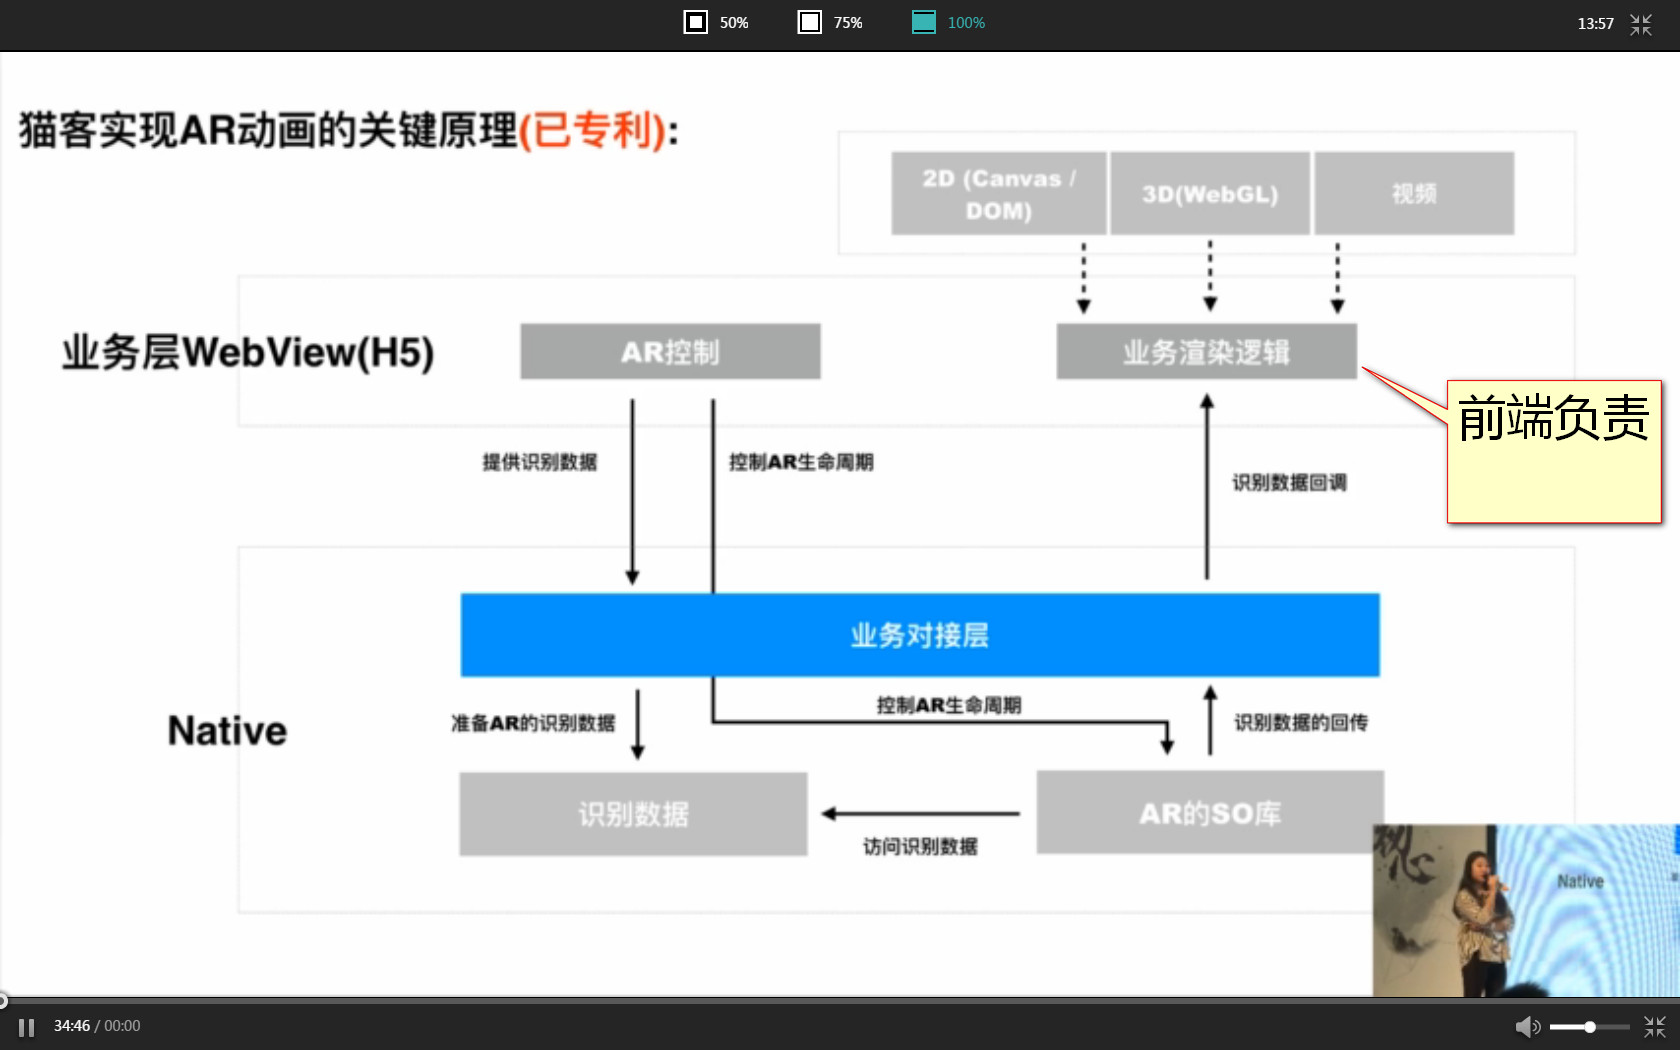 50%
75%
100%
13:57
猫客实现AR动画的关键原理(已专利):
2D (Canvas /
DOM)
3D(WebGL)
视频
业务层WebView(H5)
AR控制
业务渲染逻辑
前端负责
提供识别数据
控制AR生命周期
识别数据回调
业务对接层
Native
准备AR的识别数据
控制AR生命周期
识别数据的回传
识别数据
访问识别数据
AR的SO库
Native
34:46 / 00:00